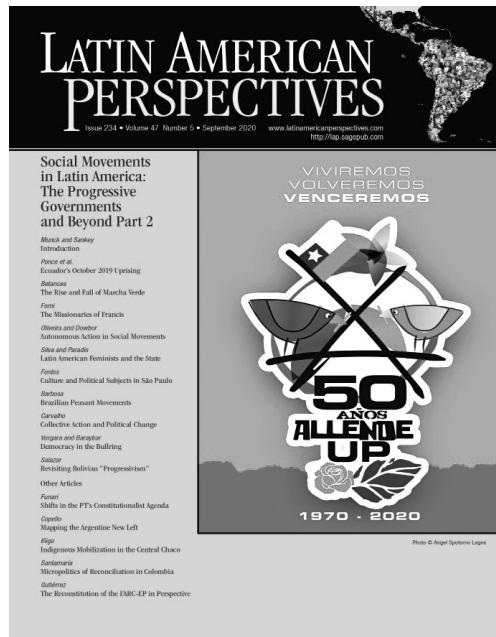 LATIN AMERICAN
PERSPECTIVES
Issue 234 • Volume 47 Number 5 • September 2020 www.latinamericanperspectives.com
http://lap.sagepub.com
Social Movements
in Latin America:
The Progressive
Governments
and Beyond Part 2
Munck and Sankey
Introduction
Ponce et al.
Ecuador's October 2019 Uprising
Betances
The Rise and Fall of Marcha Verde
Forni
The Missionaries of Francis
Oliveira and Dowbor
Autonomous Action in Social Movements
Silva and Paradis
Latin American Feminists and the State
Fontes
Culture and Political Subjects in São Paulo
Barbosa
Brazilian Peasant Movements
Carvalho
Collective Action and Political Change
Vergara and Baraybar
Democracy in the Bullring
Salazar
Revisiting Bolivian "Progressivism"
Other Articles
Funari
Shifts in the PT's Constitutionalist Agenda
Copello
Mapping the Argentine New Left
Iñigo
Indigenous Mobilization in the Central Chaco
Santamaria
Micropolitics of Reconciliation in Colombia
Gutiérrez
The Reconstitution of the FARC-EP in Perspective
VIVIREMOS
VOLVEREMOS
VENCEREMOS
50
AÑOS
ALLENDE
UP
1970 - 2020
Photo © Angel Spotorno Lagos